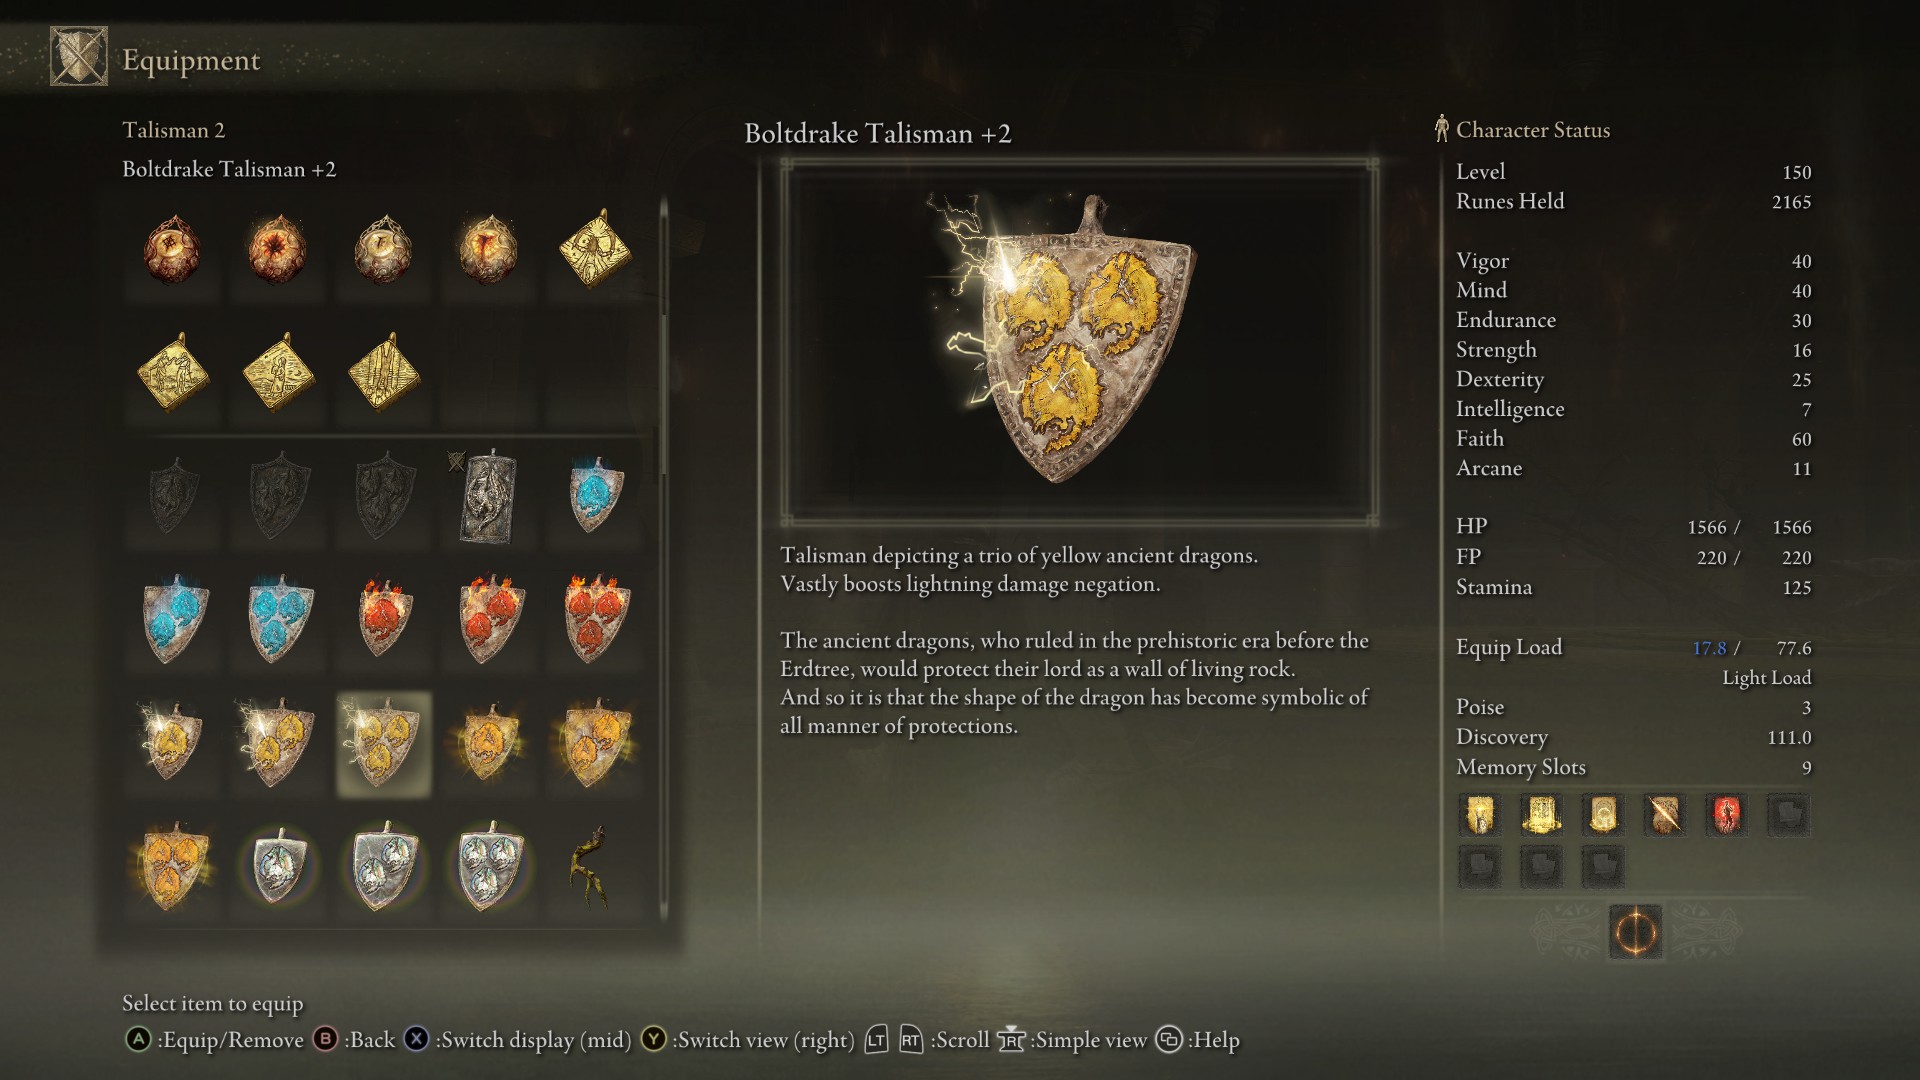 Equipment
Talisman 2
Boltdrake Talisman +2
Boltdrake Talisman +2
Talisman depicting a trio of yellow ancient dragons.
Vastly boosts lightning damage negation.
The ancient dragons, who ruled in the prehistoric era before the
Erdtree, would protect their lord as a wall of living rock.
And so it is that the shape of the dragon has become symbolic of
all manner of protections.
Character Status
Level 150
Runes Held 2165
Vigor 40
Mind 40
Endurance 30
Strength 16
Dexterity 25
Intelligence 7
Faith 60
Arcane 11
HP 1566 / 1566
FP 220 / 220
Stamina 125
Equip Load 17.8 / 77.6
Light Load
Poise 3
Discovery 111.0
Memory Slots 9
Select item to equip
A :Equip/Remove B :Back X :Switch display (mid) Y :Switch view (right) LT RT :Scroll R :Simple view :Help